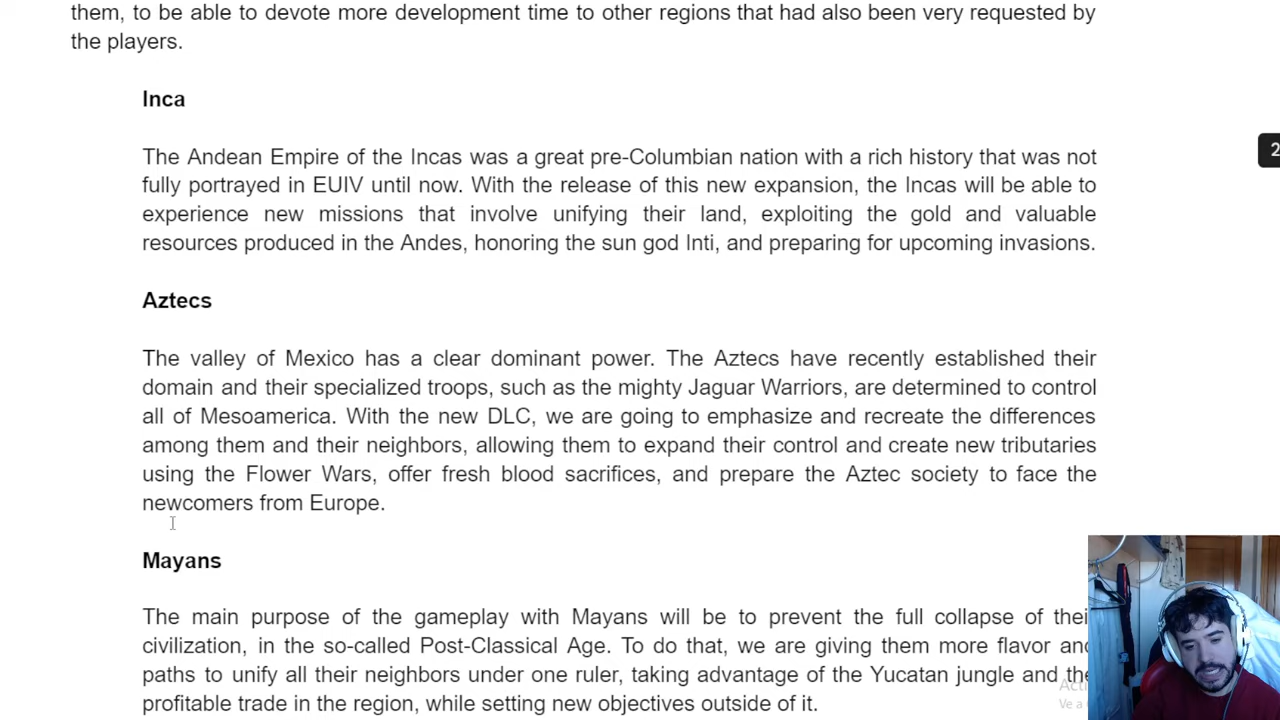 them, to be able to devote more development time to other regions that had also been very requested by
the players.
Inca
The Andean Empire of the Incas was a great pre-Columbian nation with a rich history that was not
fully portrayed in EUIV until now. With the release of this new expansion, the Incas will be able to
experience new missions that involve unifying their land, exploiting the gold and valuable
resources produced in the Andes, honoring the sun god Inti, and preparing for upcoming invasions.
Aztecs
The valley of Mexico has a clear dominant power. The Aztecs have recently established their
domain and their specialized troops, such as the mighty Jaguar Warriors, are determined to control
all of Mesoamerica. With the new DLC, we are going to emphasize and recreate the differences
among them and their neighbors, allowing them to expand their control and create new tributaries
using the Flower Wars, offer fresh blood sacrifices, and prepare the Aztec society to face the
newcomers from Europe.
Mayans
The main purpose of the gameplay with Mayans will be to prevent the full collapse of thei
civilization, in the so-called Post-Classical Age. To do that, we are giving them more flavor and
paths to unify all their neighbors under one ruler, taking advantage of the Yucatan jungle and the
profitable trade in the region, while setting new objectives outside of it.
2
Ve a